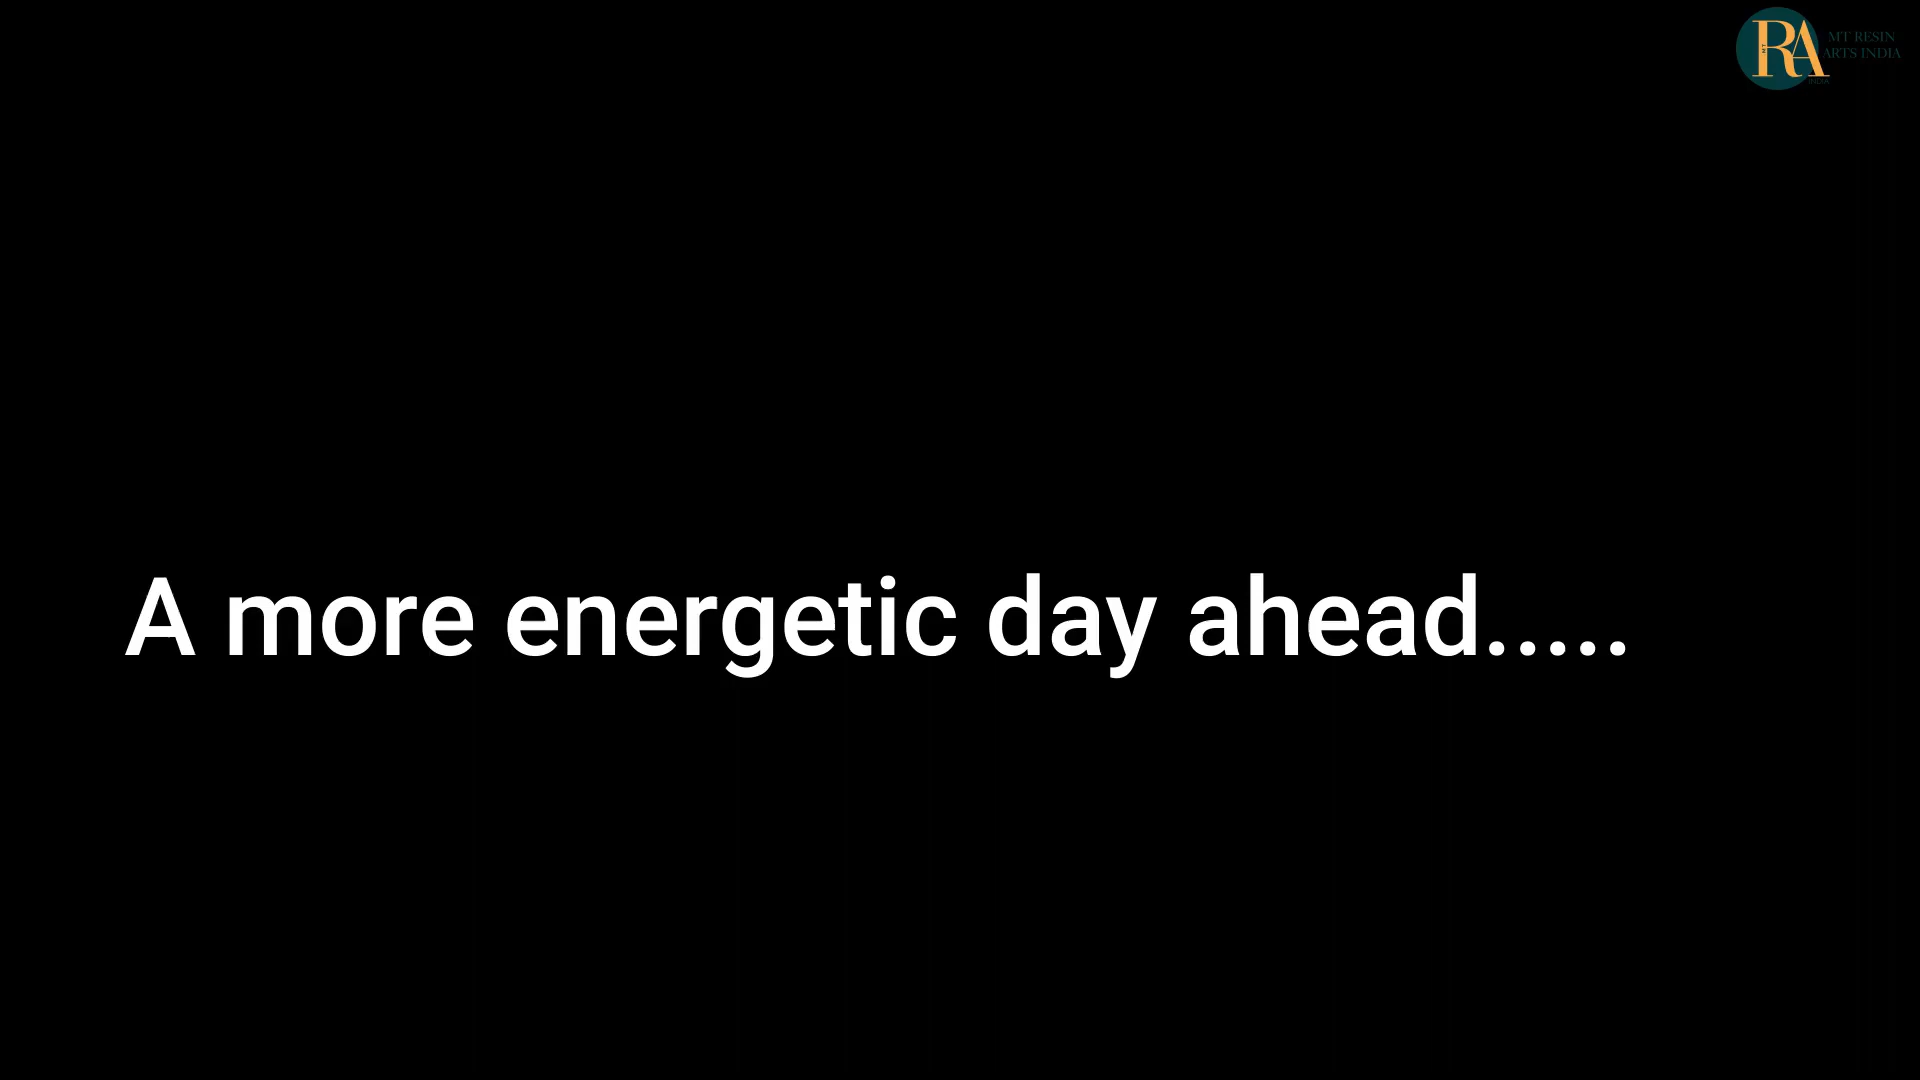 RA
MT RESIN
ARTS INDIA
A more energetic day ahead.....